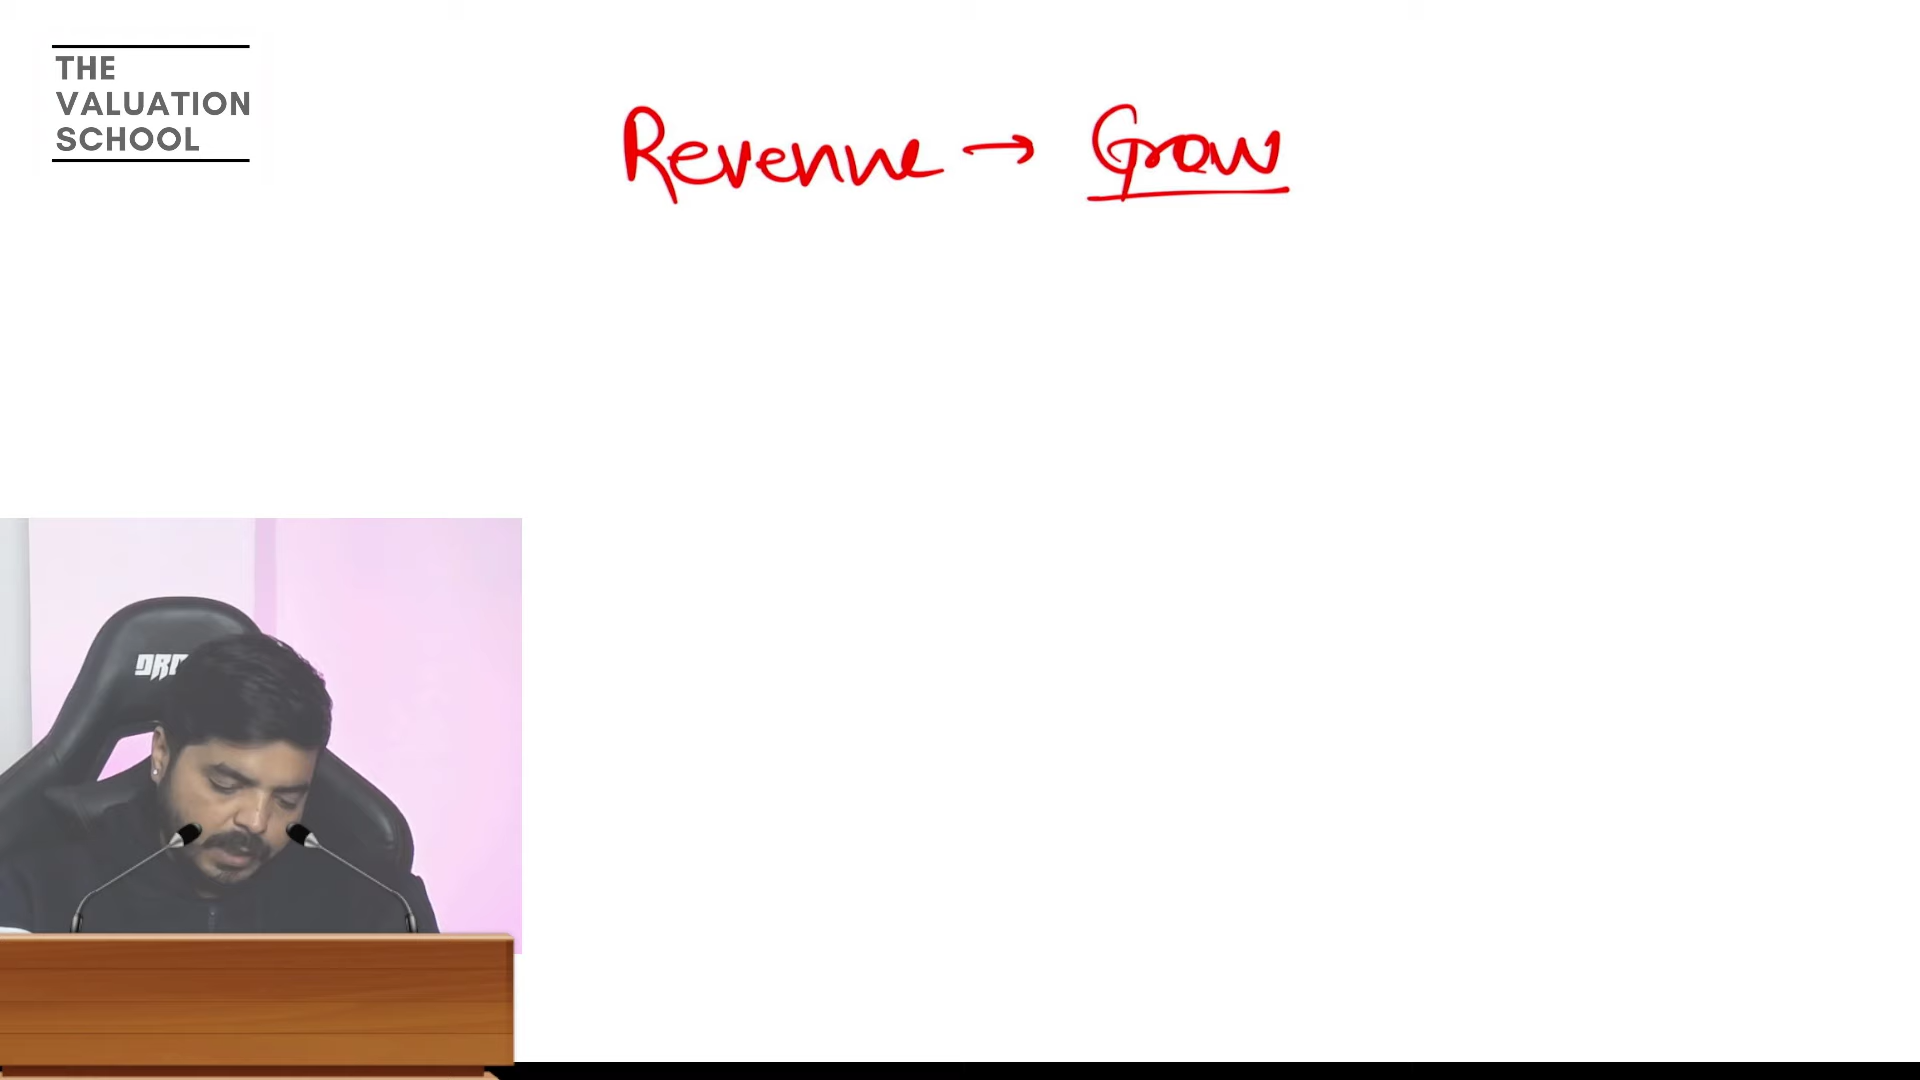 THE
VALUATION
SCHOOL
Revenue → Grow